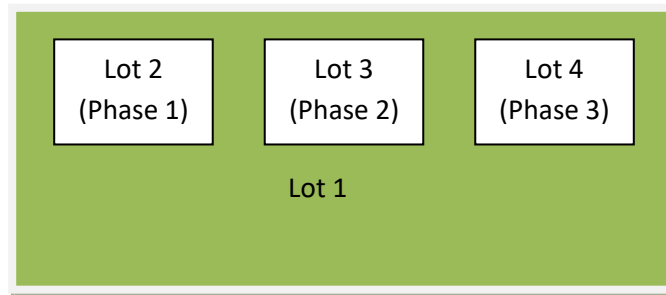 Lot 2
(Phase 1)
Lot 3
(Phase 2)
Lot 4
(Phase 3)
Lot 1